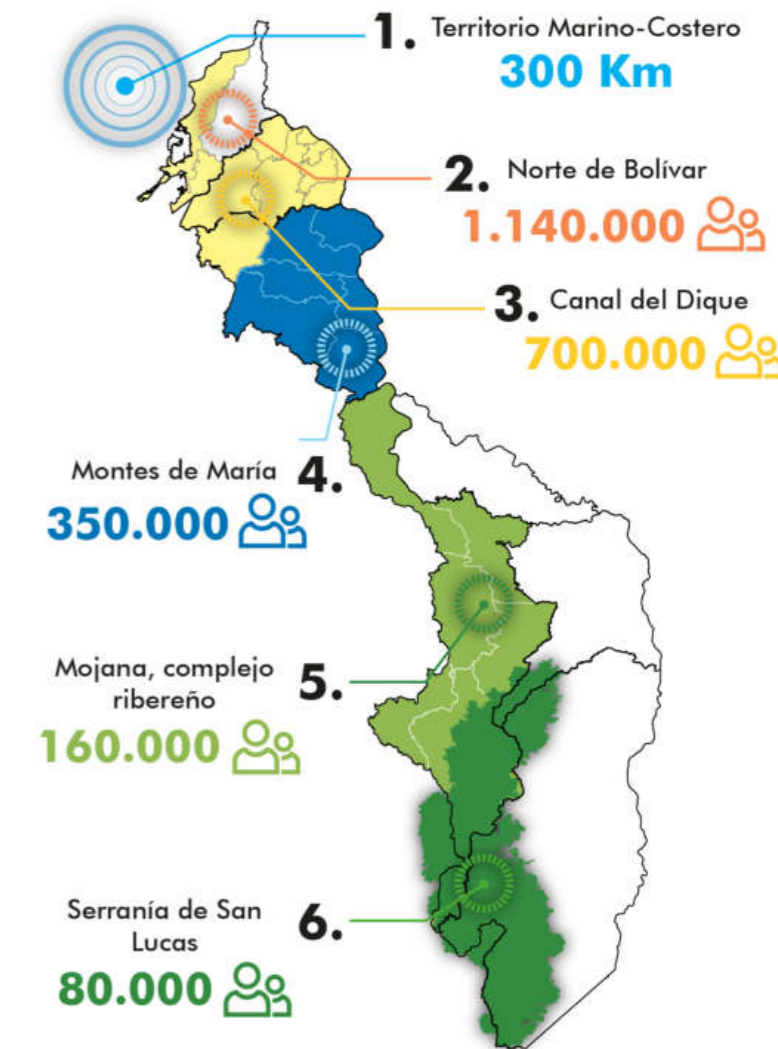 1. Territorio Marino-Costero
300 Km
2. Norte de Bolívar
1.140.000
3. Canal del Dique
700.000
Montes de María 4.
350.000
Mojana, complejo
ribereño
5.
160.000
Serranía de San
Lucas
6.
80.000